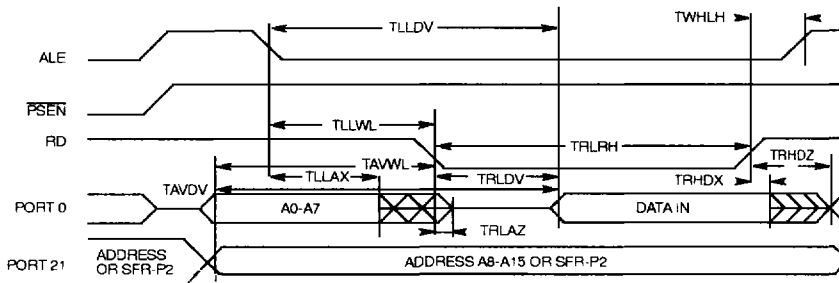 TLLDV
TWHLH
ALE
PSEN
TLLWL
RD
TRLRH
TAVWL
TRHDZ
TLLAX
TRLDV
TRHDX
TAVDV
PORT 0
A0-A7
DATA IN
TRLAZ
PORT 21
ADDRESS
OR SFR-P2
ADDRESS A8-A15 OR SFR-P2